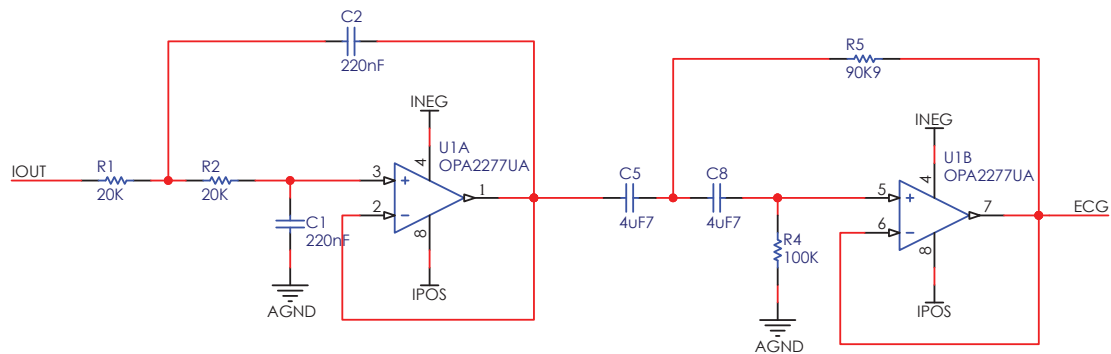 C2
220nF
R5
90K9
INEG
INEG
U1A
OPA2277UA
U1B
OPA2277UA
IOUT
R1
20K
R2
20K
3
2
4
8
1
C1
220nF
AGND
IPOS
C5
4uF7
C8
4uF7
R4
100K
AGND
5
6
4
8
7
ECG
IPOS